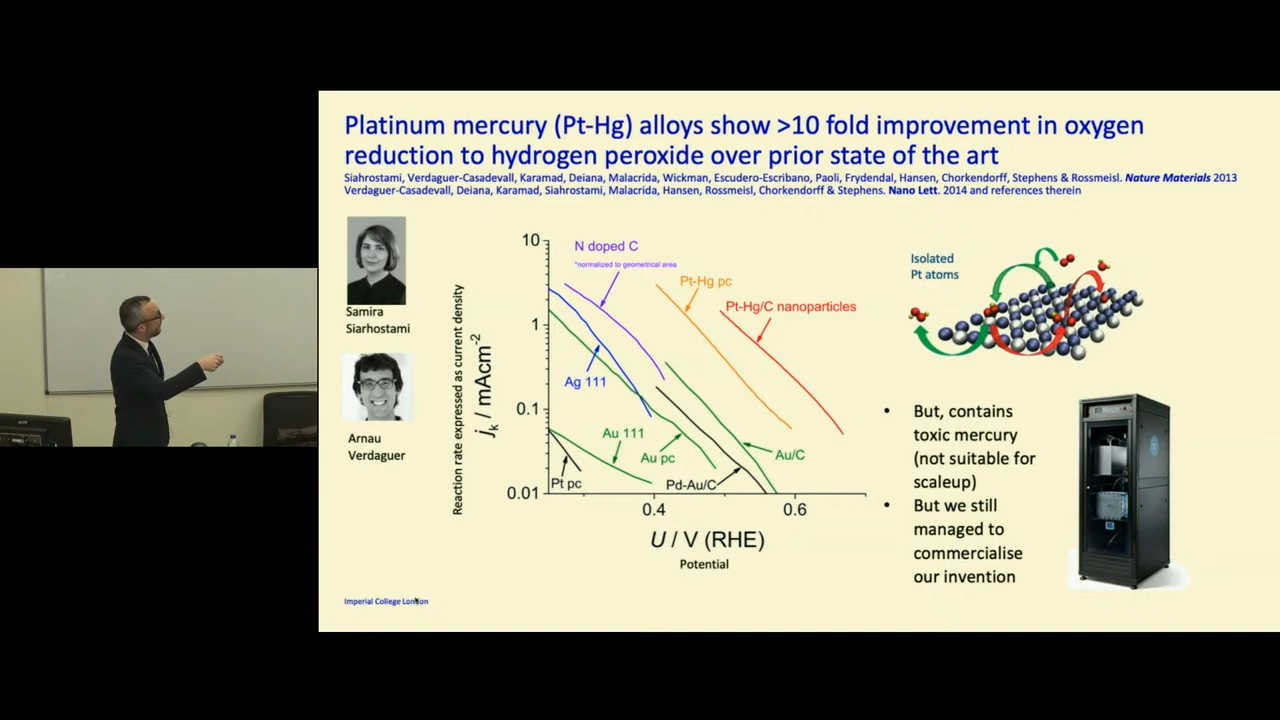 Platinum mercury (Pt-Hg) alloys show >10 fold improvement in oxygen
reduction to hydrogen peroxide over prior state of the art
Siahrostami, Verdaguer-Casadevall, Karamad, Deiana, Malacrida, Wickman, Escudero-Escribano, Paoli, Frydendal, Hansen, Chorkendorff, Stephens & Rossmeisl. Nature Materials 2013
Verdaguer-Casadevall, Deiana, Karamad, Siahrostami, Malacrida, Hansen, Rossmeisl, Chorkendorff & Stephens. Nano Lett. 2014 and references therein
Samira
Siarhostami
Arnau
Verdaguer
Reaction rate expressed as current density
jk / mAcm-2
10
1
0.1
0.01
N doped C
*normalized to geometrical area
Pt-Hg pc
Pt-Hg/C nanoparticles
Ag 111
Au 111
Au pc
Au/C
Pt pc
Pd-Au/C
0.4
0.6
U / V (RHE)
Potential
Isolated
Pt atoms
• But, contains
toxic mercury
(not suitable for
scaleup)
• But we still
managed to
commercialise
our invention
Imperial College London